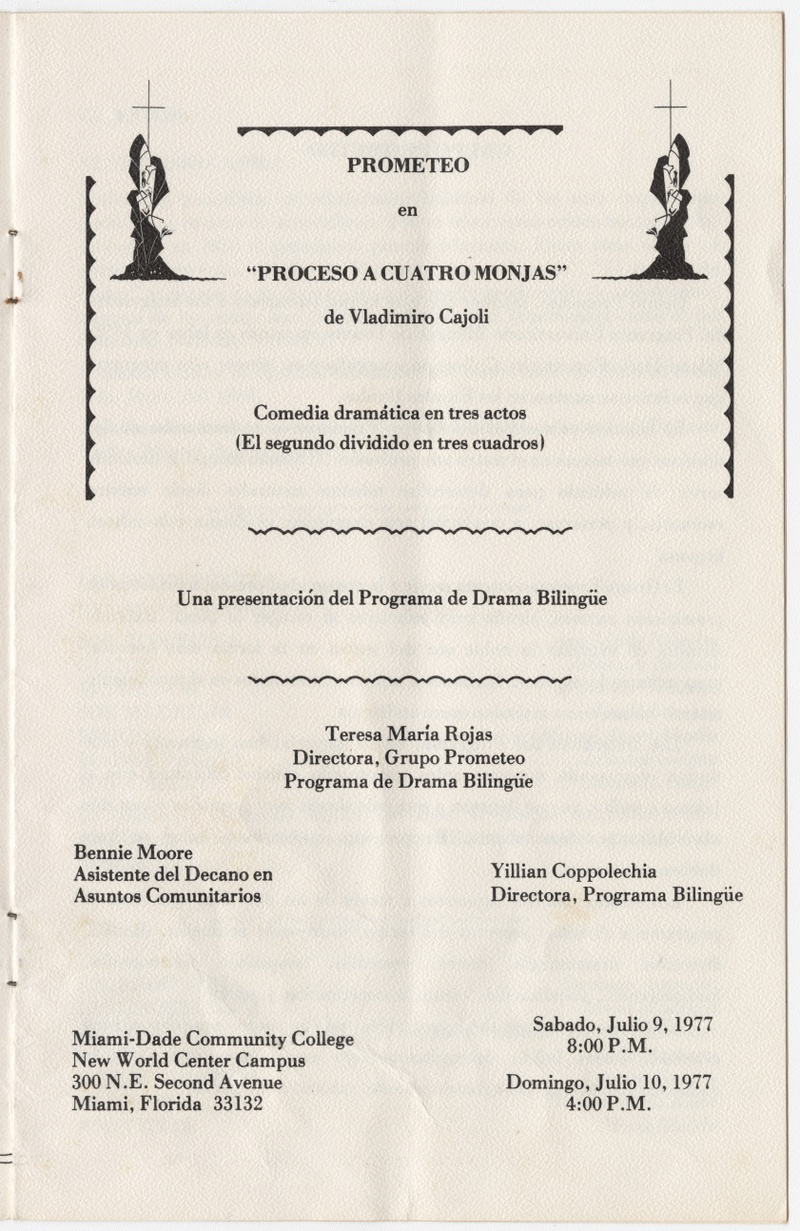 PROMETEO
en
“PROCESO A CUATRO MONJAS”
de Vladimiro Cajoli
Comedia dramática en tres actos
(El segundo dividido en tres cuadros)
Una presentación del Programa de Drama Bilingüe
Teresa María Rojas
Directora, Grupo Prometeo
Programa de Drama Bilingüe
Bennie Moore
Asistente del Decano en
Asuntos Comunitarios
Yillian Coppolechia
Directora, Programa Bilingüe
Miami-Dade Community College
New World Center Campus
300 N.E. Second Avenue
Miami, Florida 33132
Sabado, Julio 9, 1977
8:00 P.M.
Domingo, Julio 10, 1977
4:00 P.M.